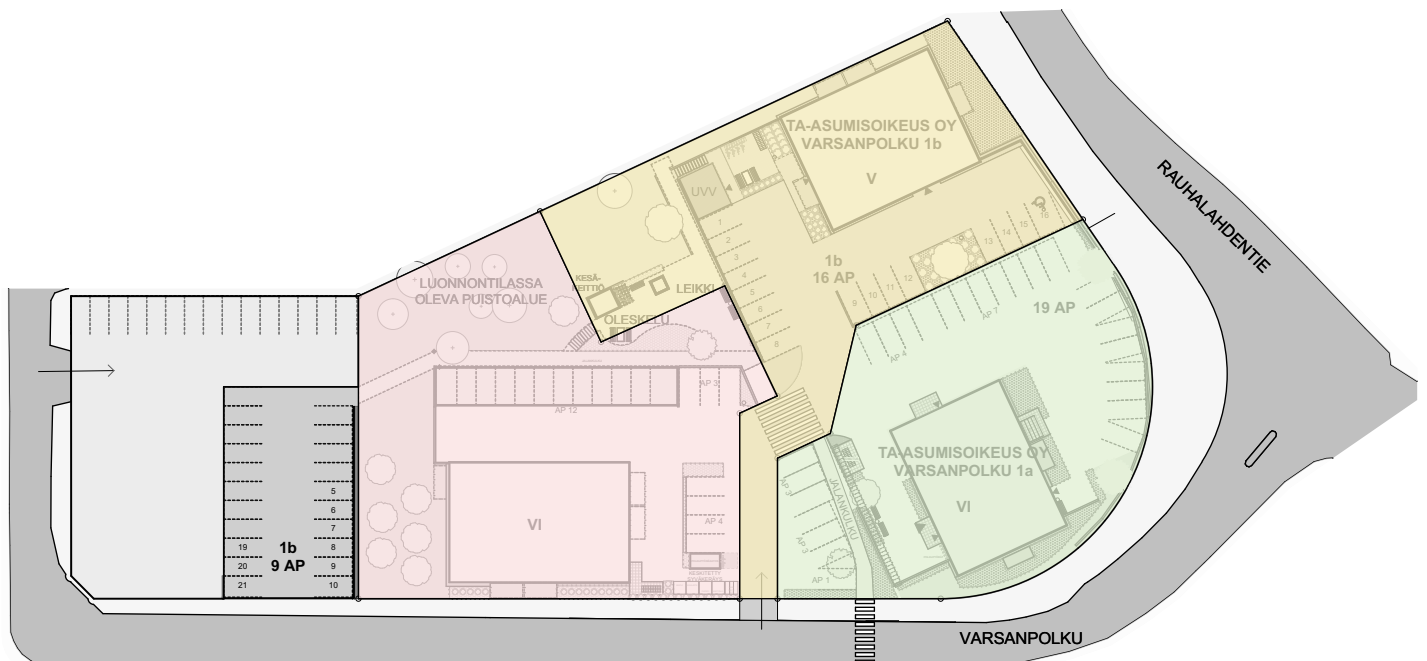 TA-ASUMISOIKEUS OY
VARSANPOLKU 1b
V
UVV
RAUHALAHDENTIE
1
2
3
4
5
6
7
8
1b
16 AP
9
10
11
12
13
14
15
16
KESÄ-
KEITTIÖ
LEIKKI
OLESKELU
LUONNONTILASSA
OLEVA PUISTOALUE
19 AP
AP 7
AP 4
AP 3
AP 12
TA-ASUMISOIKEUS OY
VARSANPOLKU 1a
VI
JALANKULKU
AP 3
AP 1
VI
AP 4
5
6
7
8
9
10
19
20
21
1b
9 AP
VARSANPOLKU